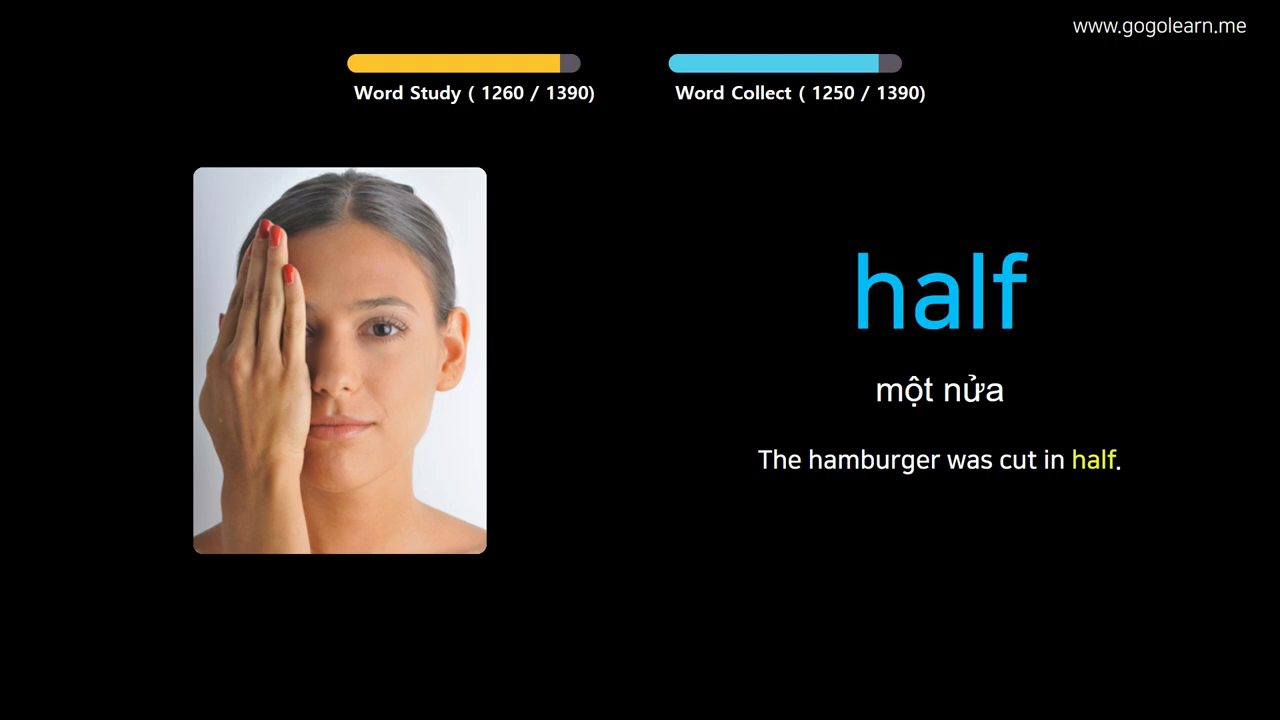 www.gogolearn.me
Word Study ( 1260 / 1390)
Word Collect ( 1250 / 1390)
half
một nửa
The hamburger was cut in half.